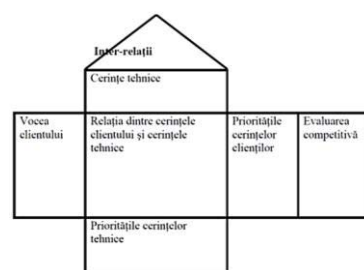 Inter-relații
Cerințe tehnice
Vocea
clientului
Relația dintre cerințele
clientului și cerințele
tehnice
Prioritățile
cerințelor
clienților
Evaluarea
competitivă
Prioritățile cerințelor
tehnice